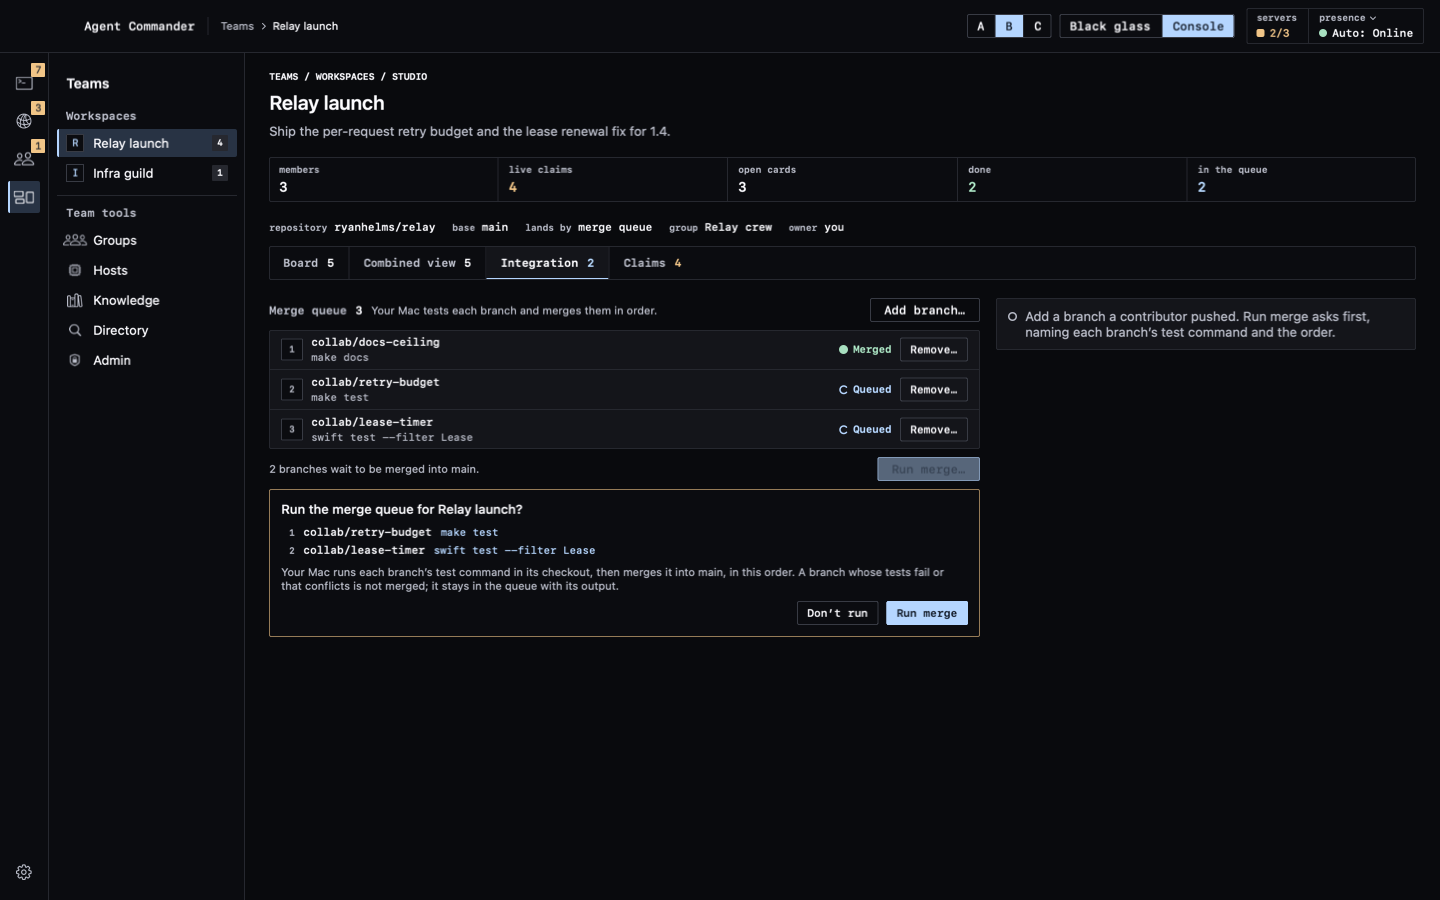 Agent Commander
Teams > Relay launch
A B C
Black glass Console
servers
2/3
presence
Auto: Online
7
3
1
Teams
Workspaces
R Relay launch 4
I Infra guild 1
Team tools
Groups
Hosts
Knowledge
Directory
Admin
TEAMS / WORKSPACES / STUDIO
Relay launch
Ship the per-request retry budget and the lease renewal fix for 1.4.
members
3
live claims
4
open cards
3
done
2
in the queue
2
repository ryanhelms/relay base main lands by merge queue group Relay crew owner you
Board 5 Combined view 5 Integration 2 Claims 4
Merge queue 3 Your Mac tests each branch and merges them in order.
Add branch…
1 collab/docs-ceiling
make docs
Merged Remove…
2 collab/retry-budget
make test
Queued Remove…
3 collab/lease-timer
swift test --filter Lease
Queued Remove…
2 branches wait to be merged into main.
Run merge…
Run the merge queue for Relay launch?
1 collab/retry-budget make test
2 collab/lease-timer swift test --filter Lease
Your Mac runs each branch's test command in its checkout, then merges it into main, in this order. A branch whose tests fail or
that conflicts is not merged; it stays in the queue with its output.
Don't run Run merge
Add a branch a contributor pushed. Run merge asks first,
naming each branch's test command and the order.